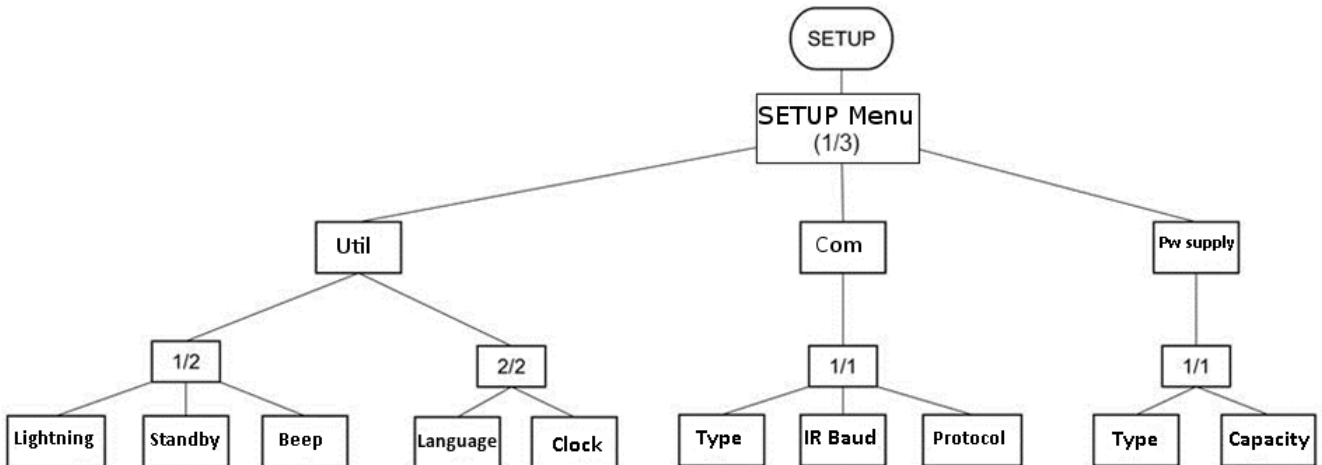 SETUP
SETUP Menu
(1/3)
Util
Com
Pw supply
1/2
2/2
1/1
1/1
Lightning
Standby
Beep
Language
Clock
Type
IR Baud
Protocol
Type
Capacity